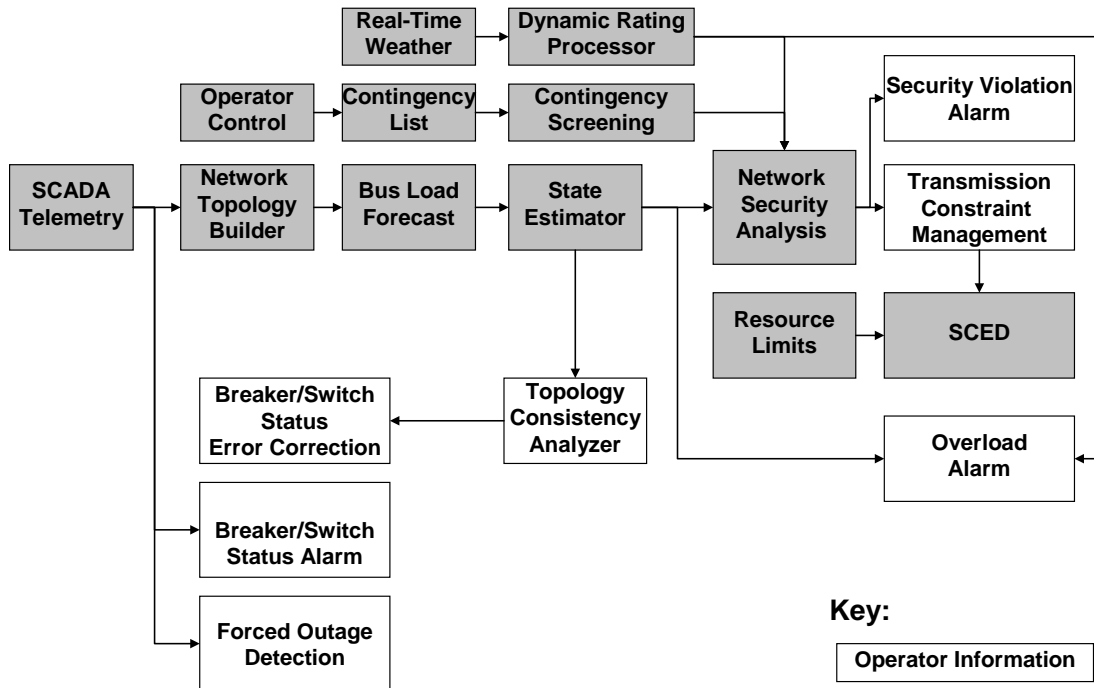 Real-Time
Weather
Dynamic Rating
Processor
Operator
Control
Contingency
List
Contingency
Screening
Security Violation
Alarm
SCADA
Telemetry
Network
Topology
Builder
Bus Load
Forecast
State
Estimator
Network
Security
Analysis
Transmission
Constraint
Management
Resource
Limits
SCED
Breaker/Switch
Status
Error Correction
Topology
Consistency
Analyzer
Overload
Alarm
Breaker/Switch
Status Alarm
Forced Outage
Detection
Key:
Operator Information